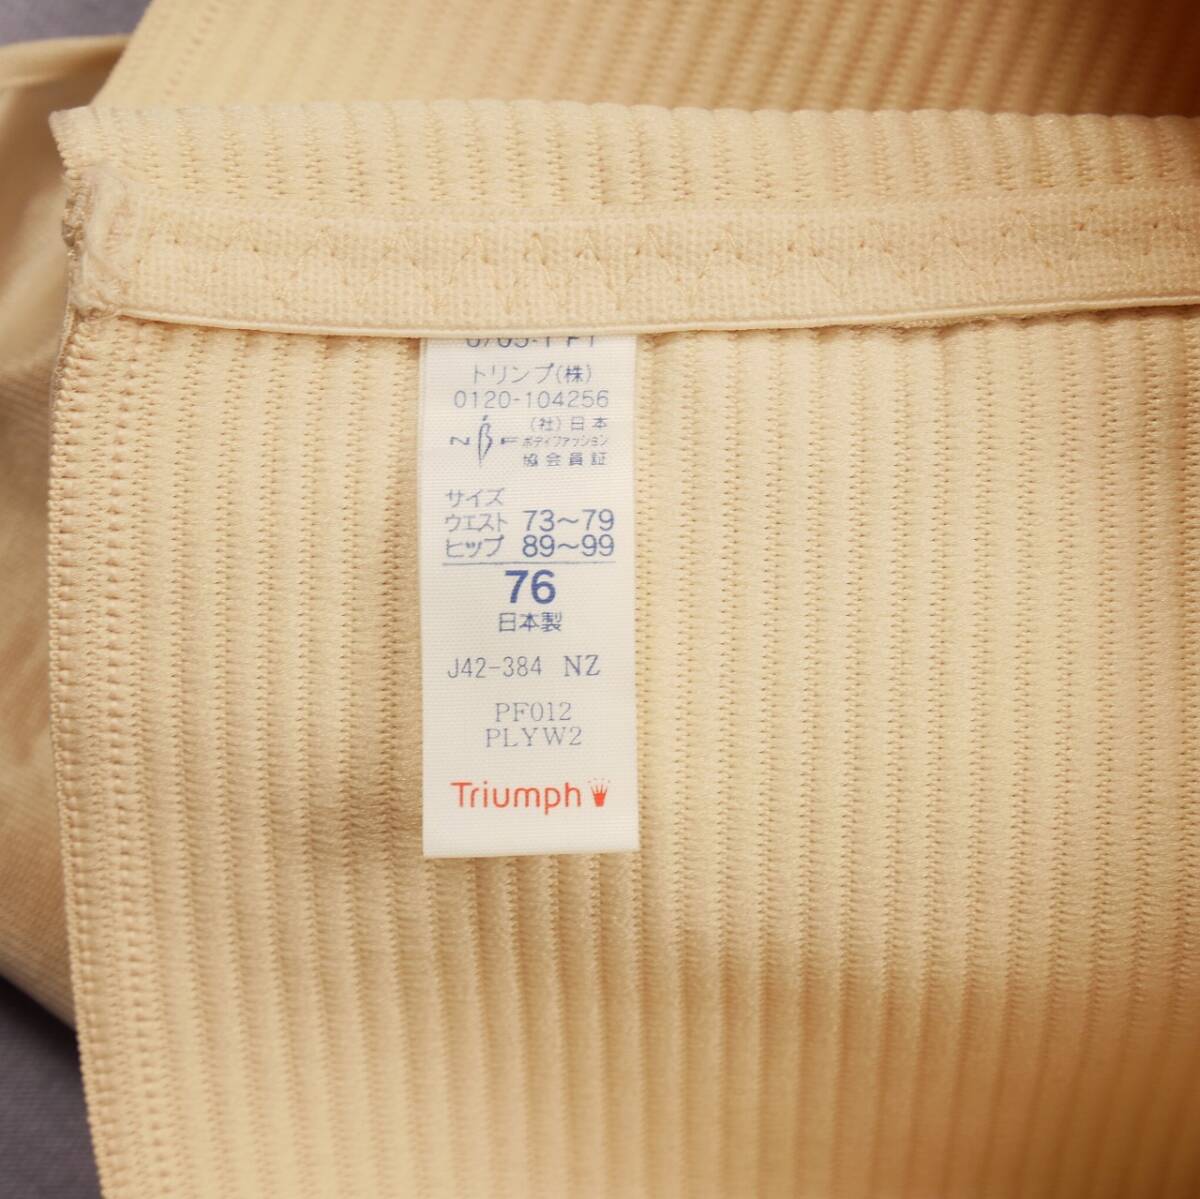 トリンプ(株)
0120-104256
NBF (社)日本
ボディファッション
協会員証
サイズ
ウエスト 73～79
ヒップ 89～99
76
日本製
J42-384 NZ
PF012
PLYW2
Triumph